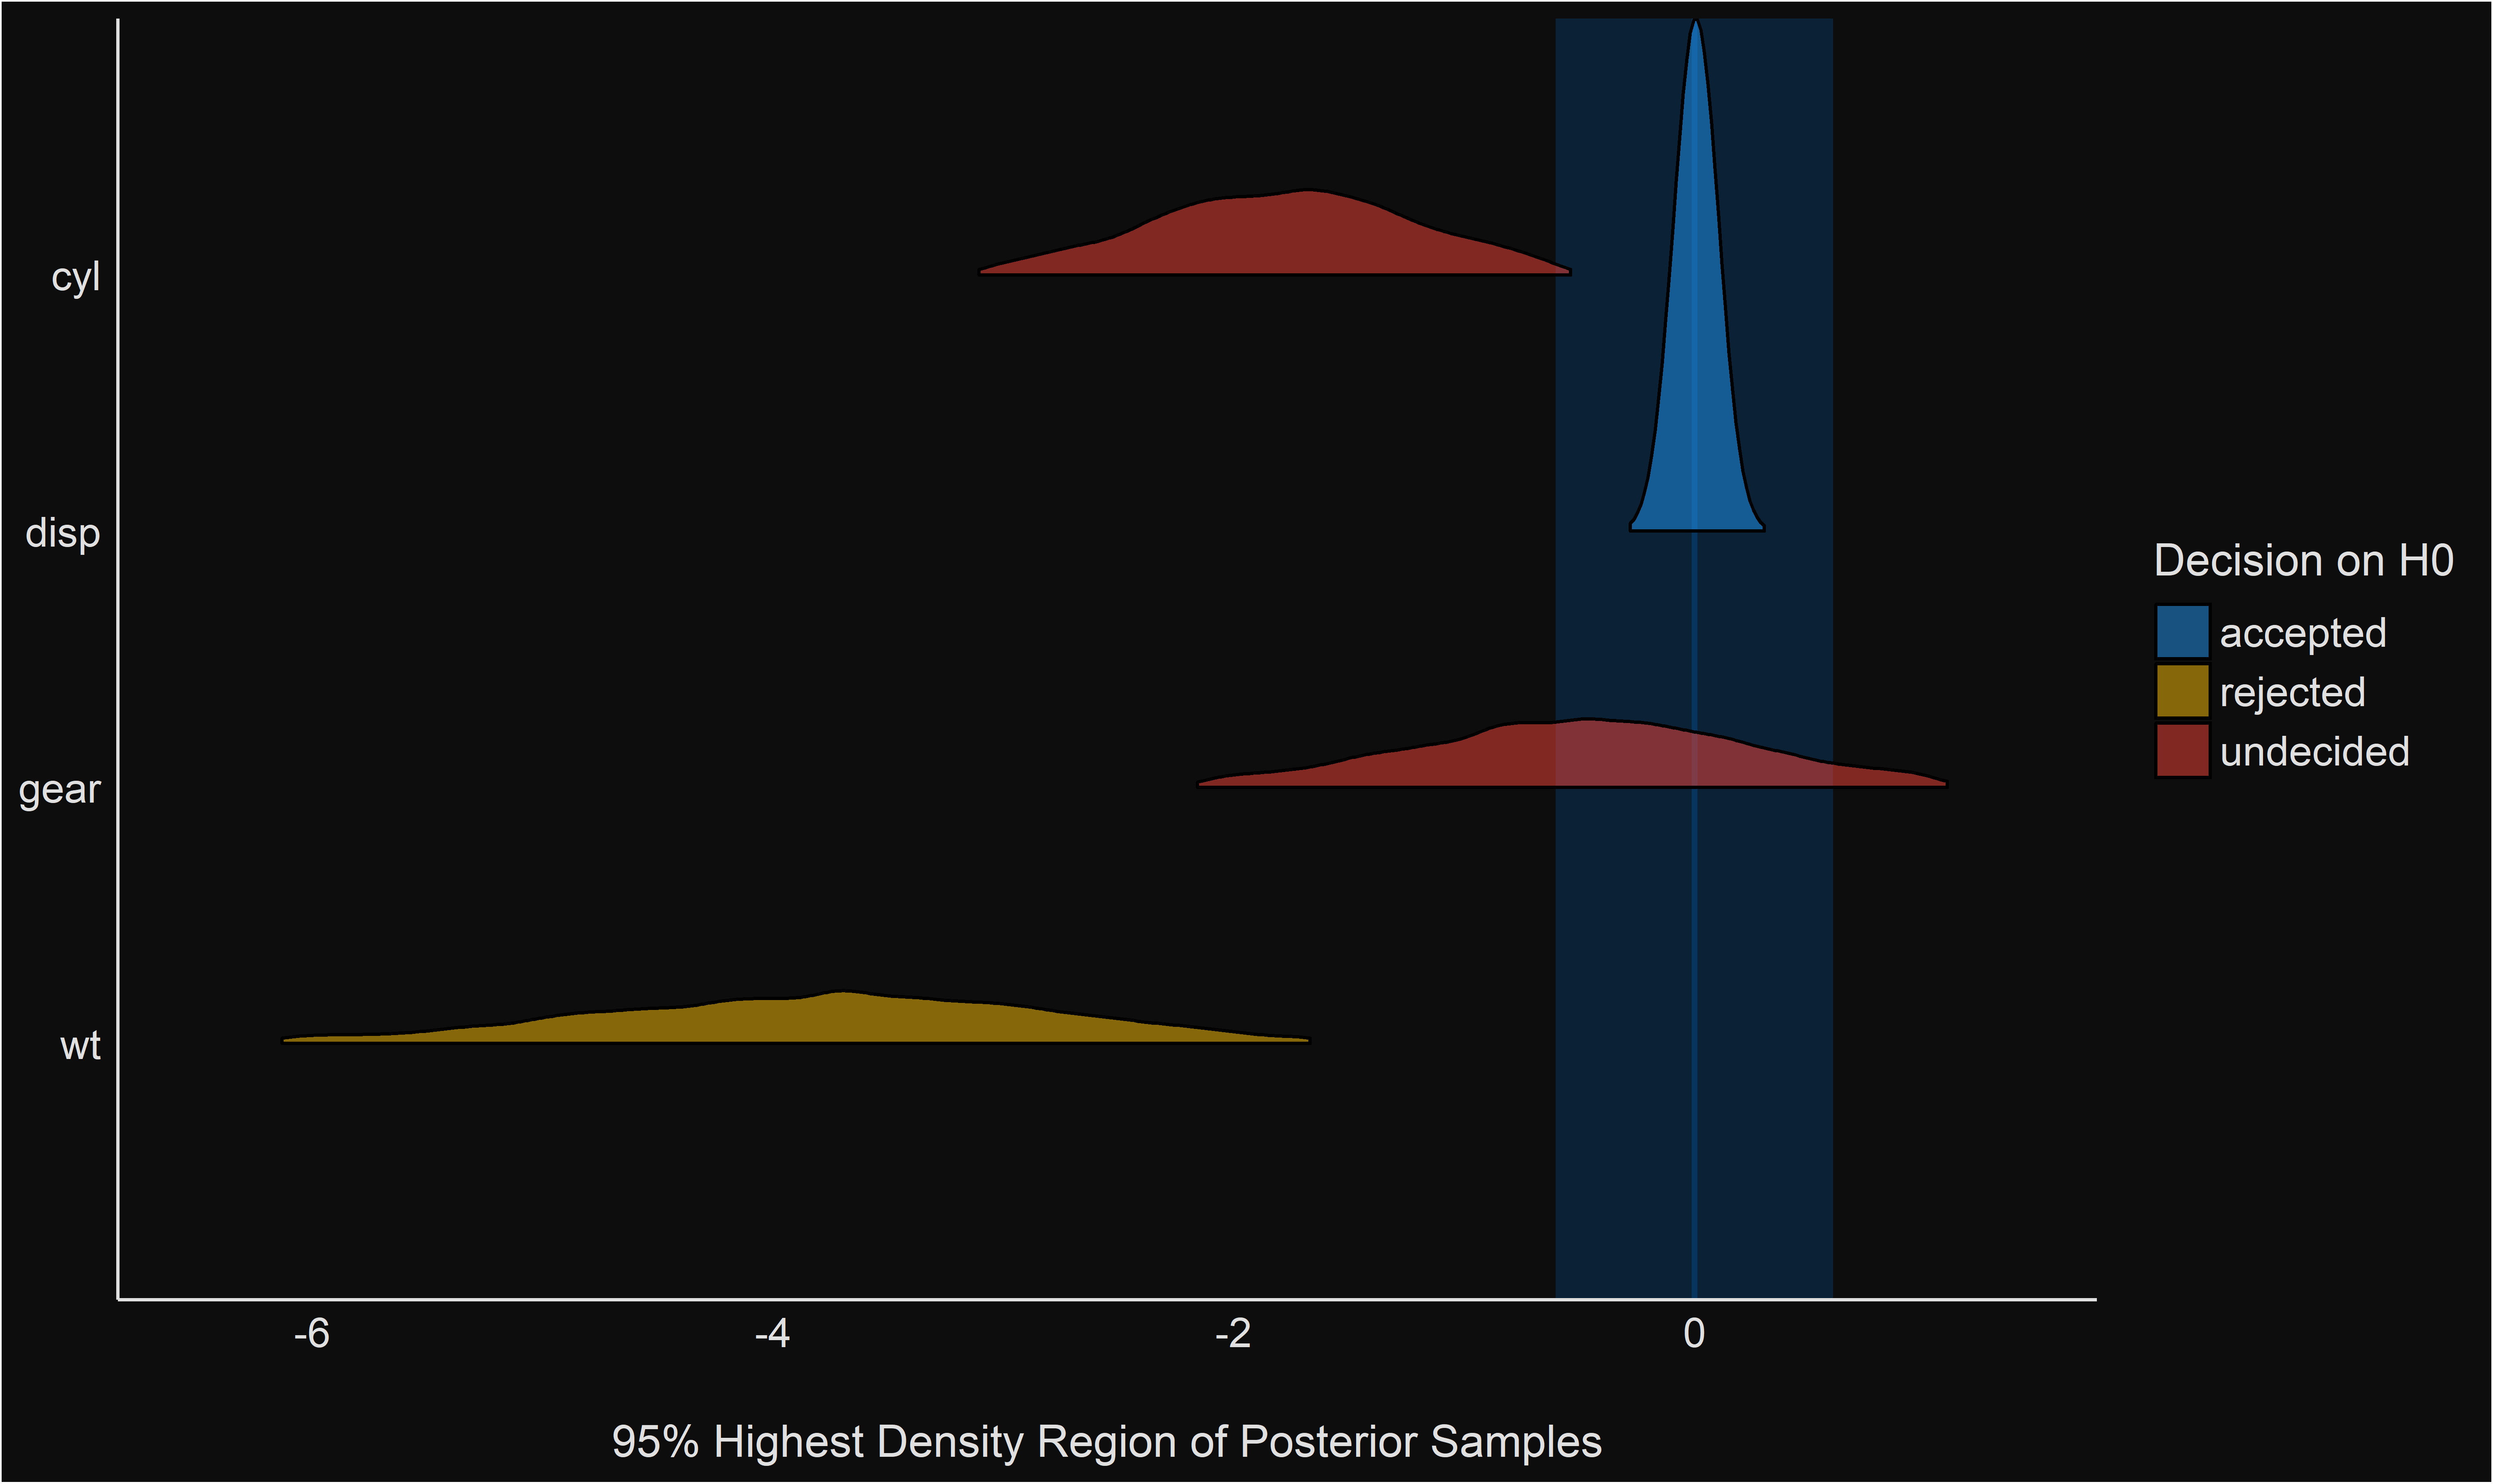 cyl
disp
gear
wt
-6
-4
-2
0
95% Highest Density Region of Posterior Samples
Decision on H0
accepted
rejected
undecided